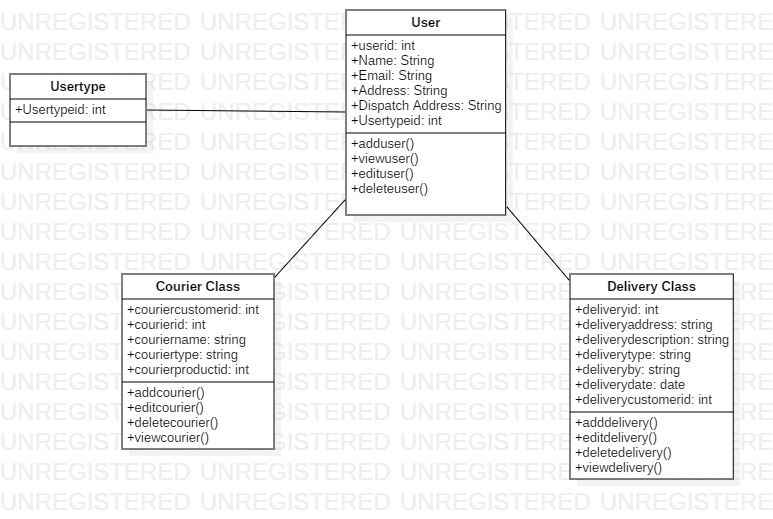 User
+userid: int
+Name: String
+Email: String
+Address: String
+Dispatch Address: String
+Usertypeid: int
+adduser()
+viewuser()
+edituser()
+deleteuser()
Usertype
+Usertypeid: int
Courier Class
+couriercustomerid: int
+courierid: int
+couriername: string
+couriertype: string
+courierproductid: int
+addcourier()
+editcourier()
+deletecourier()
+viewcourier()
Delivery Class
+deliveryid: int
+deliveryaddress: string
+deliverydescription: string
+deliverytype: string
+deliveryby: string
+deliverydate: date
+deliverycustomerid: int
+adddelivery()
+editdelivery()
+deletedelivery()
+viewdelivery()
UNREGISTERED